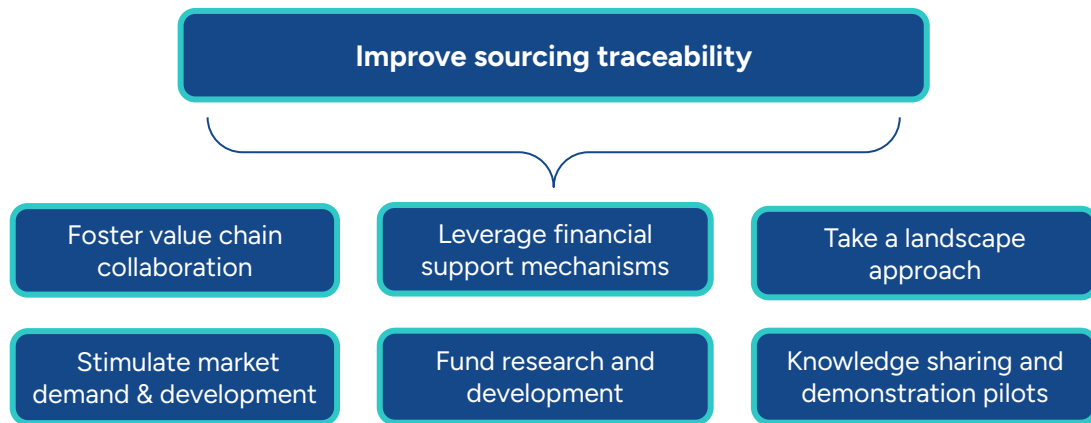 Improve sourcing traceability
Foster value chain
collaboration
Leverage financial
support mechanisms
Take a landscape
approach
Stimulate market
demand & development
Fund research and
development
Knowledge sharing and
demonstration pilots